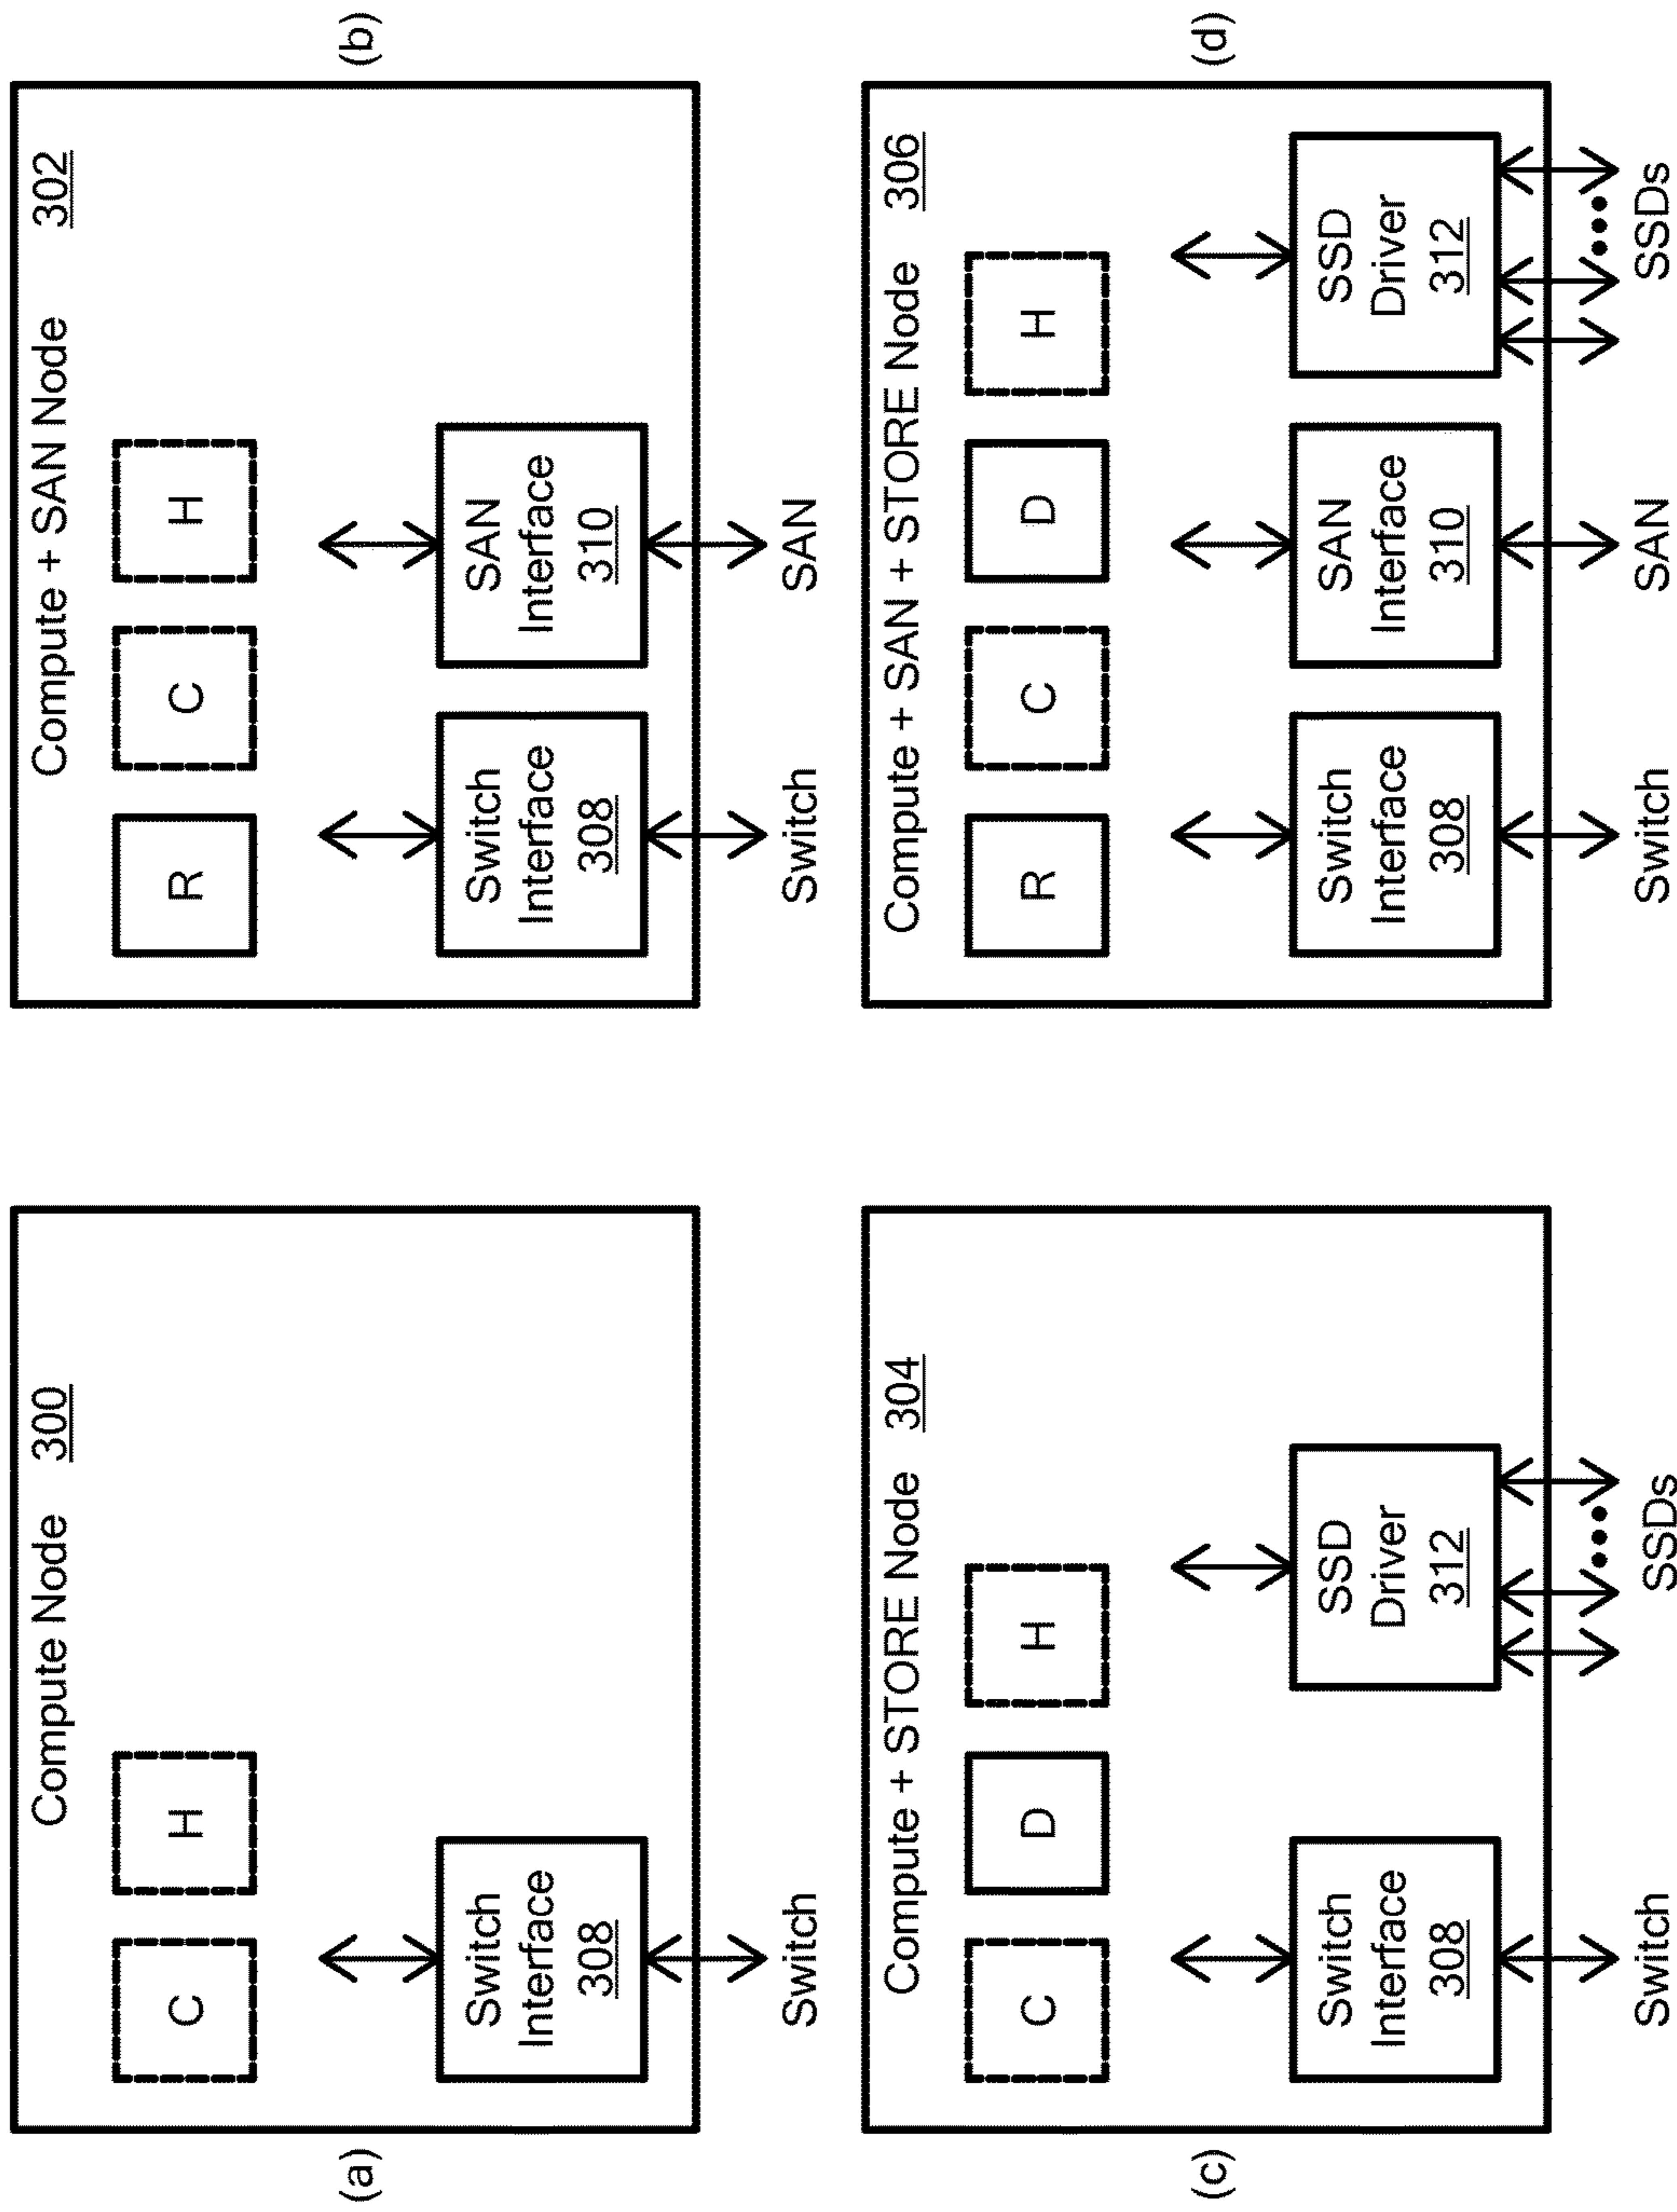 (a)
Compute Node 300
C
H
Switch
Interface
308
Switch
(b)
Compute + SAN Node 302
R
C
H
Switch
Interface
308
SAN
Interface
310
Switch
SAN
(c)
Compute + STORE Node 304
C
D
H
Switch
Interface
308
SSD
Driver
312
Switch
SSDs
(d)
Compute + SAN + STORE Node 306
R
C
D
H
Switch
Interface
308
SAN
Interface
310
SSD
Driver
312
Switch
SAN
SSDs